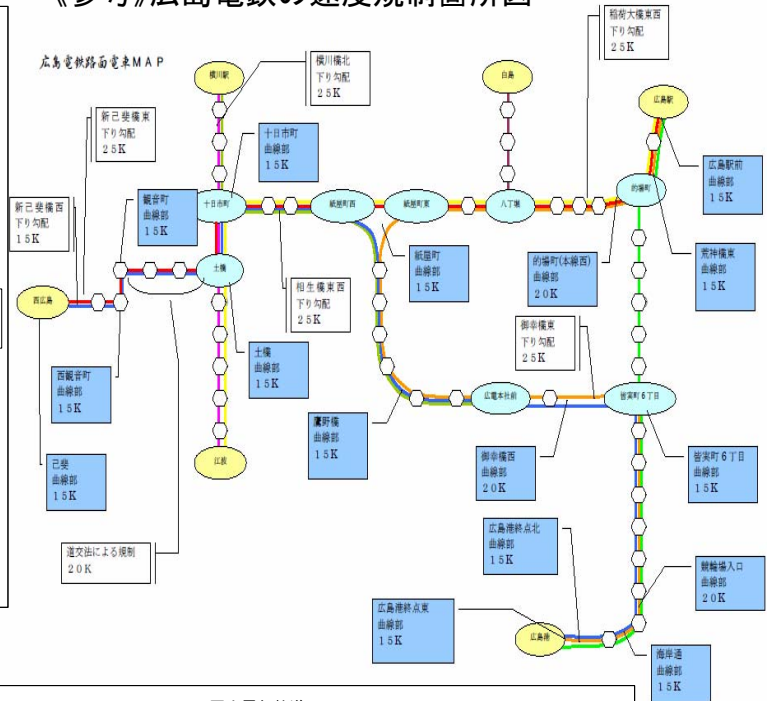 《参考》広島電鉄の速度規制箇所図
広島電鉄路面電車MAP
横川駅
横川橋北
下り勾配
25K
白島
稲荷大橋東西
下り勾配
25K
広島駅
新己斐橋東
下り勾配
25K
十日市町
曲線部
15K
広島駅前
曲線部
15K
新己斐橋西
下り勾配
15K
観音町
曲線部
15K
十日市町
紙屋町西
紙屋町東
八丁堀
的場町
西広島
土橋
相生橋東西
下り勾配
25K
紙屋町
曲線部
15K
的場町(本線西)
曲線部
20K
荒神橋東
曲線部
15K
西観音町
曲線部
15K
土橋
曲線部
15K
御幸橋東
下り勾配
25K
己斐
曲線部
15K
江波
鷹野橋
曲線部
15K
広電本社前
皆実町6丁目
御幸橋西
曲線部
20K
皆実町6丁目
曲線部
15K
道交法による規制
20K
広島港終点北
曲線部
15K
競輪場入口
曲線部
20K
広島港終点東
曲線部
15K
広島港
海岸通
曲線部
15K